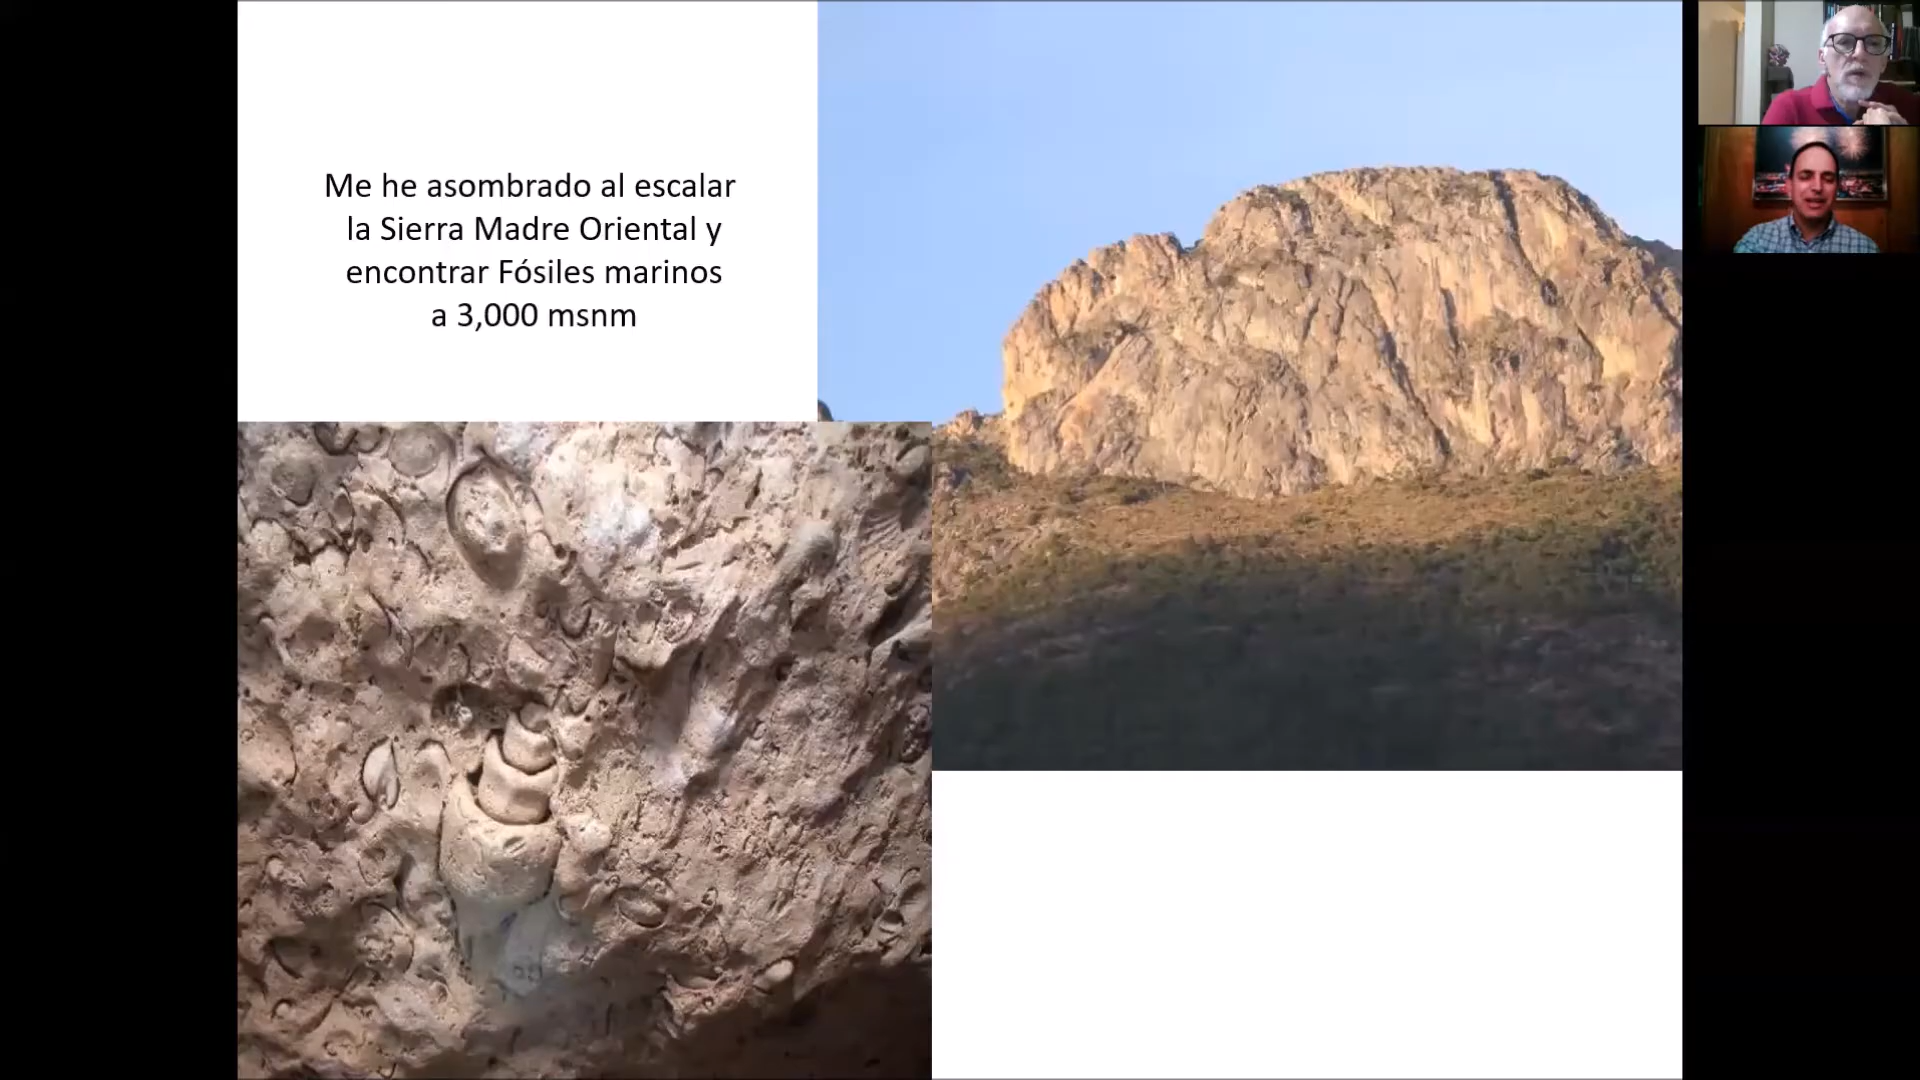 Me he asombrado al escalar
la Sierra Madre Oriental y
encontrar Fósiles marinos
a 3,000 msnm